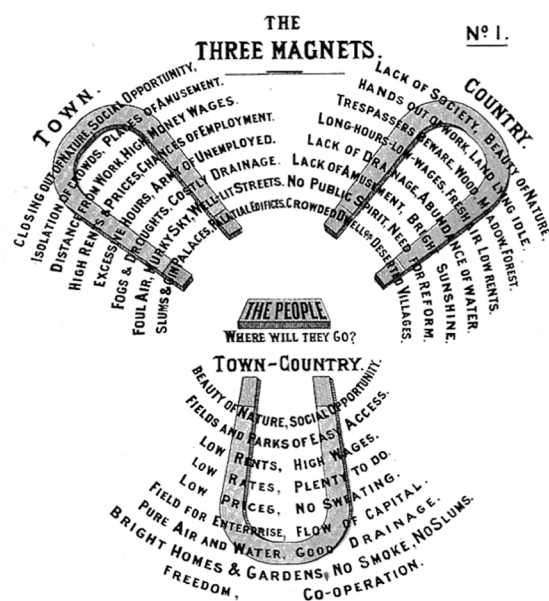 THE
THREE MAGNETS.
Nº 1.
TOWN.
CLOSING OUT OF NATURE. SOCIAL OPPORTUNITY.
ISOLATION OF CROWDS. PLACES OF AMUSEMENT.
DISTANCE FROM WORK. HIGH MONEY WAGES.
HIGH RENTS & PRICES. CHANCES OF EMPLOYMENT.
EXCESSIVE HOURS. ARMY OF UNEMPLOYED.
FOGS & DROUGHTS. COSTLY DRAINAGE.
FOUL AIR. MURKY SKY. WELL-LIT STREETS.
SLUMS & GIN PALACES. PALATIAL EDIFICES.
COUNTRY.
LACK OF SOCIETY. BEAUTY OF NATURE.
HANDS OUT OF WORK. LAND LYING IDLE.
TRESPASSERS BEWARE. WOOD, MEADOW, FOREST.
LONG-HOURS-LOW-WAGES. FRESH AIR. LOW RENTS.
LACK OF DRAINAGE. ABUNDANCE OF WATER.
LACK OF AMUSEMENT. BRIGHT SUNSHINE.
NO PUBLIC SPIRIT. NEED FOR REFORM.
CROWDED DWELLGS DESERTED VILLAGES.
THE PEOPLE
WHERE WILL THEY GO?
TOWN-COUNTRY.
BEAUTY OF NATURE, SOCIAL OPPORTUNITY.
FIELDS AND PARKS OF EASY ACCESS.
LOW RENTS, HIGH WAGES.
LOW RATES, PLENTY TO DO.
LOW PRICES, NO SWEATING.
FIELD FOR ENTERPRISE, FLOW OF CAPITAL.
PURE AIR AND WATER, GOOD DRAINAGE.
BRIGHT HOMES & GARDENS, NO SMOKE, NO SLUMS.
FREEDOM, CO-OPERATION.